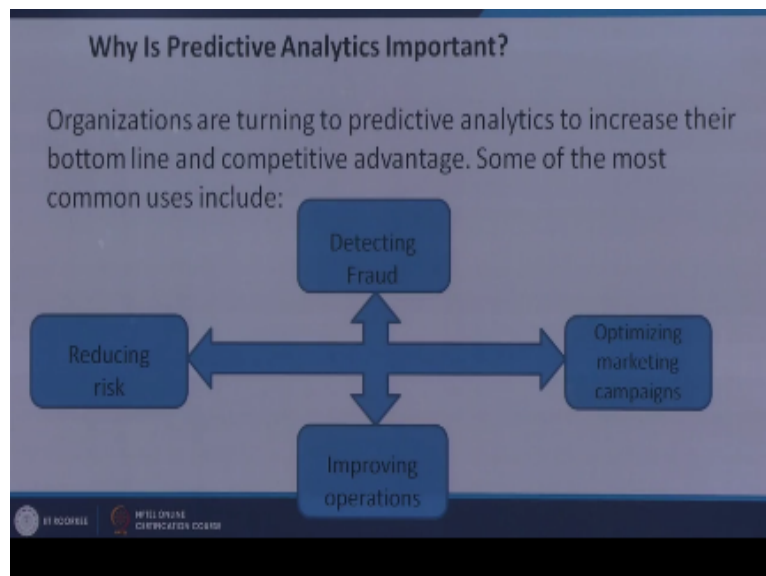 Why Is Predictive Analytics Important?
Organizations are turning to predictive analytics to increase their
bottom line and competitive advantage. Some of the most
common uses include:
Detecting
Fraud
Reducing
risk
Optimizing
marketing
campaigns
Improving
operations
IIT ROORKEE
NPTEL ONLINE
CERTIFICATION COURSE